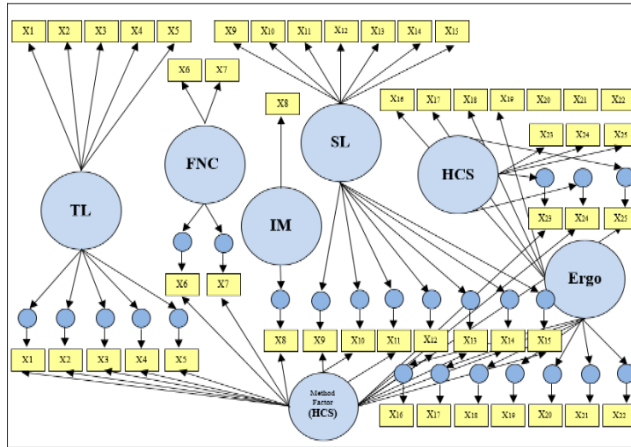 X1 X2 X3 X4 X5
X9 X10 X11 X12 X13 X14 X15
X6 X7
X8
X16 X17 X18 X19 X20 X21 X22
X23 X24 X25
TL
FNC
IM
SL
HCS
Ergo
X23 X24 X25
X6 X7
X8 X9 X10 X11 X12 X13 X14 X15
X1 X2 X3 X4 X5
Method
Factor
(HCS)
X16 X17 X18 X19 X20 X21 X22